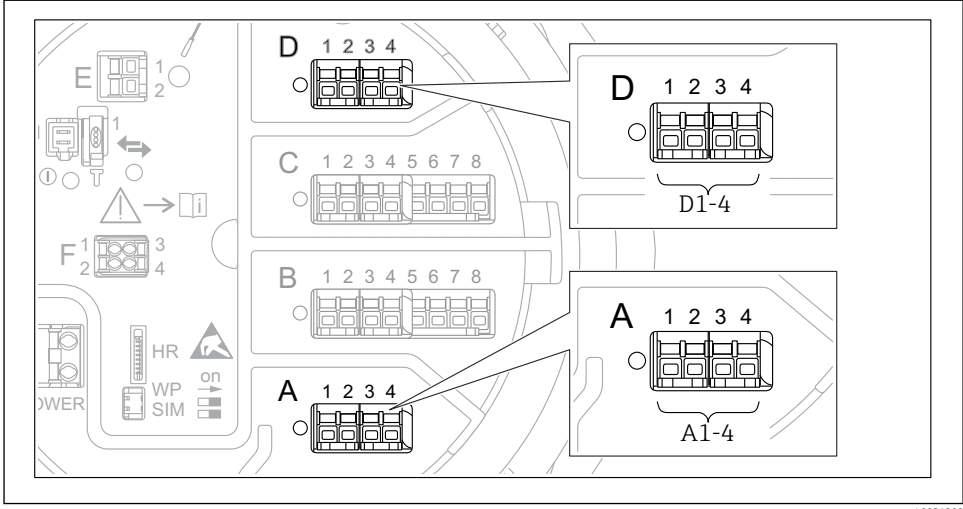 D 1 2 3 4
E 1
2
1
C 1 2 3 4 5 6 7 8
i
F 1 3
2 4
B 1 2 3 4 5 6 7 8
HR
WP on
SIM
OWER
A 1 2 3 4
D 1 2 3 4
D1-4
A 1 2 3 4
A1-4